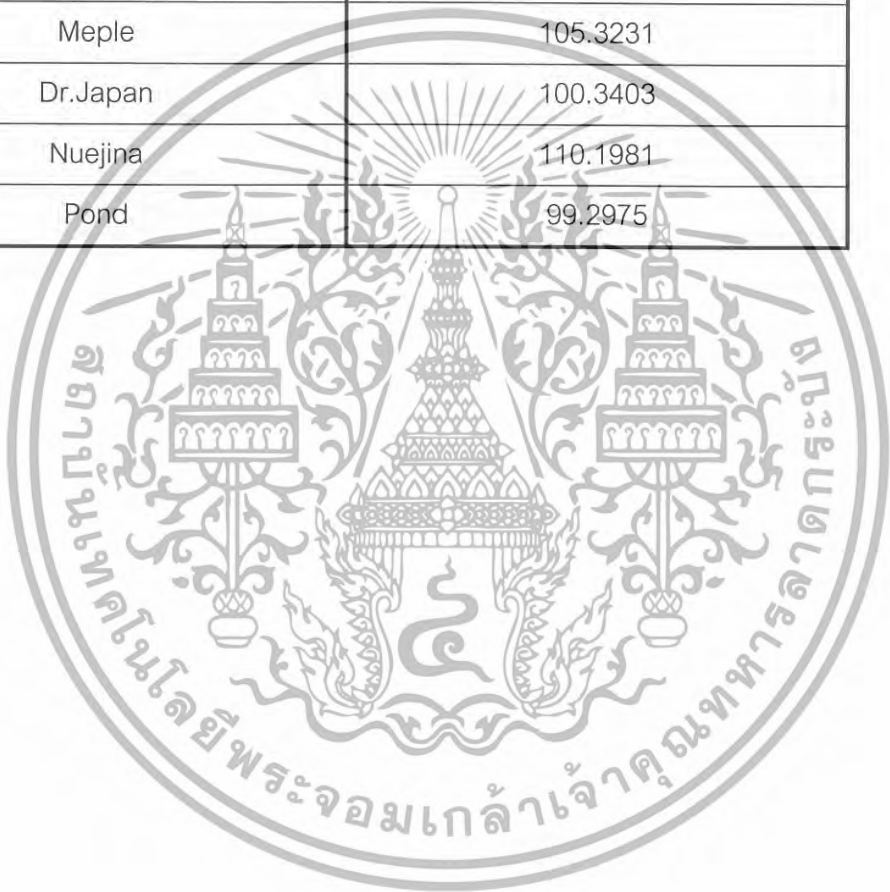 Meple 105.3231
Dr.Japan 100.3403
Nuejina 110.1981
Pond 99.2975
สถาบันเทคโนโลยีพระจอมเกล้าเจ้าคุณทหารลาดกระบัง